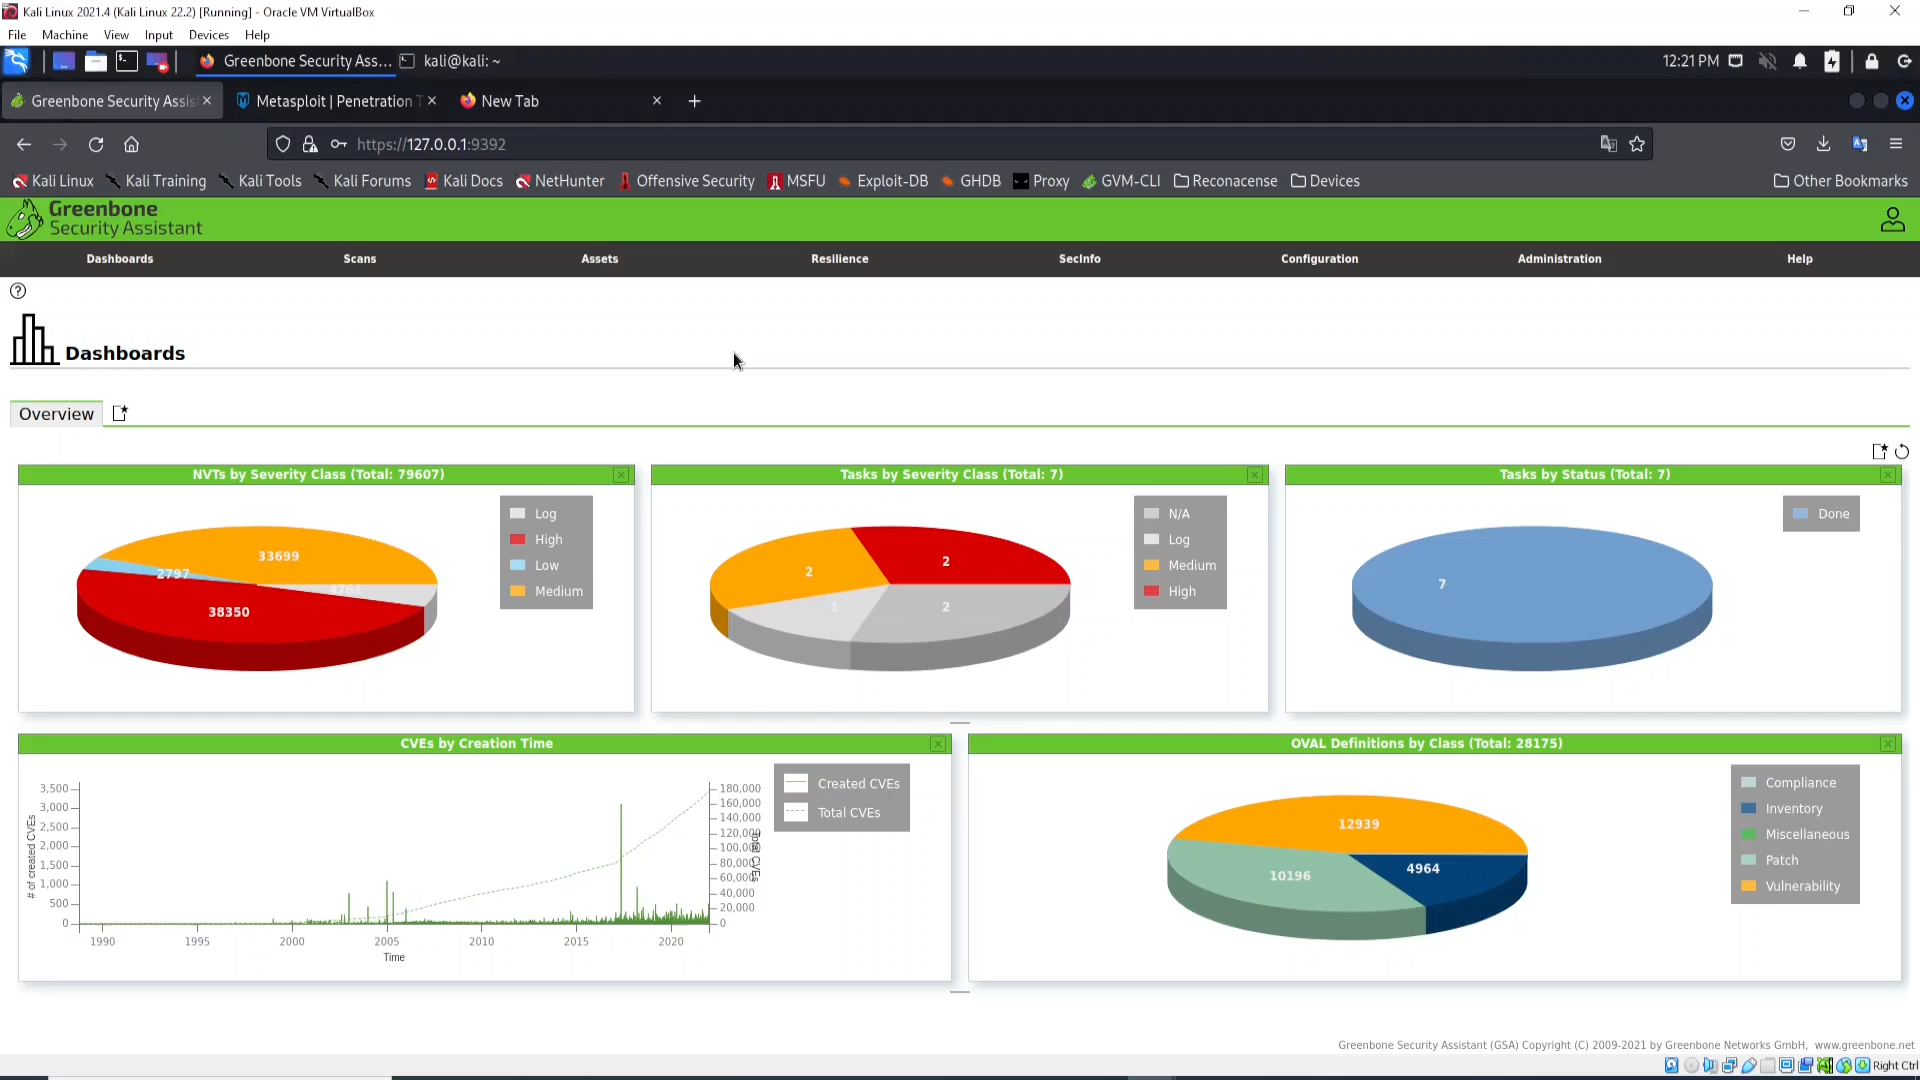 Kali Linux 2021.4 (Kali Linux 22.2) [Running] - Oracle VM VirtualBox
File Machine View Input Devices Help
Greenbone Security Ass... kali@kali: ~ 12:21 PM
Greenbone Security Assis Metasploit | Penetration T New Tab
https://127.0.0.1:9392
Kali Linux Kali Training Kali Tools Kali Forums Kali Docs NetHunter Offensive Security MSFU Exploit-DB GHDB Proxy GVM-CLI Reconacense Devices Other Bookmarks
Greenbone
Security Assistant
Dashboards Scans Assets Resilience SecInfo Configuration Administration Help
Dashboards
Overview
NVTs by Severity Class (Total: 79607)
Log
High
Low
Medium
33699
2797
38350
Tasks by Severity Class (Total: 7)
N/A
Log
Medium
High
2
2
1
2
Tasks by Status (Total: 7)
Done
7
CVEs by Creation Time
Created CVEs
Total CVEs
# of created CVEs
3,500
3,000
2,500
2,000
1,500
1,000
500
0
180,000
160,000
140,000
120,000
100,000
80,000
60,000
40,000
20,000
0
Total CVEs
1990 1995 2000 2005 2010 2015 2020
Time
OVAL Definitions by Class (Total: 28175)
Compliance
Inventory
Miscellaneous
Patch
Vulnerability
12939
10196
4964
Greenbone Security Assistant (GSA) Copyright (C) 2009-2021 by Greenbone Networks GmbH, www.greenbone.net
Right Ctrl